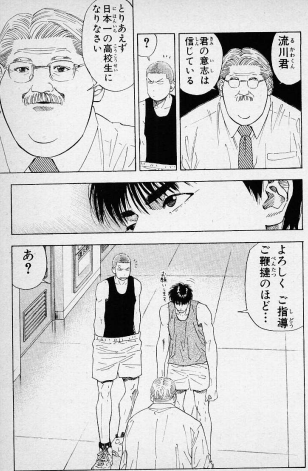 流川君
君の意志は
信じている
?
とりあえず
日本一の高校生に
なりなさい
よろしくご指導
ご鞭撻のほど…
あ?